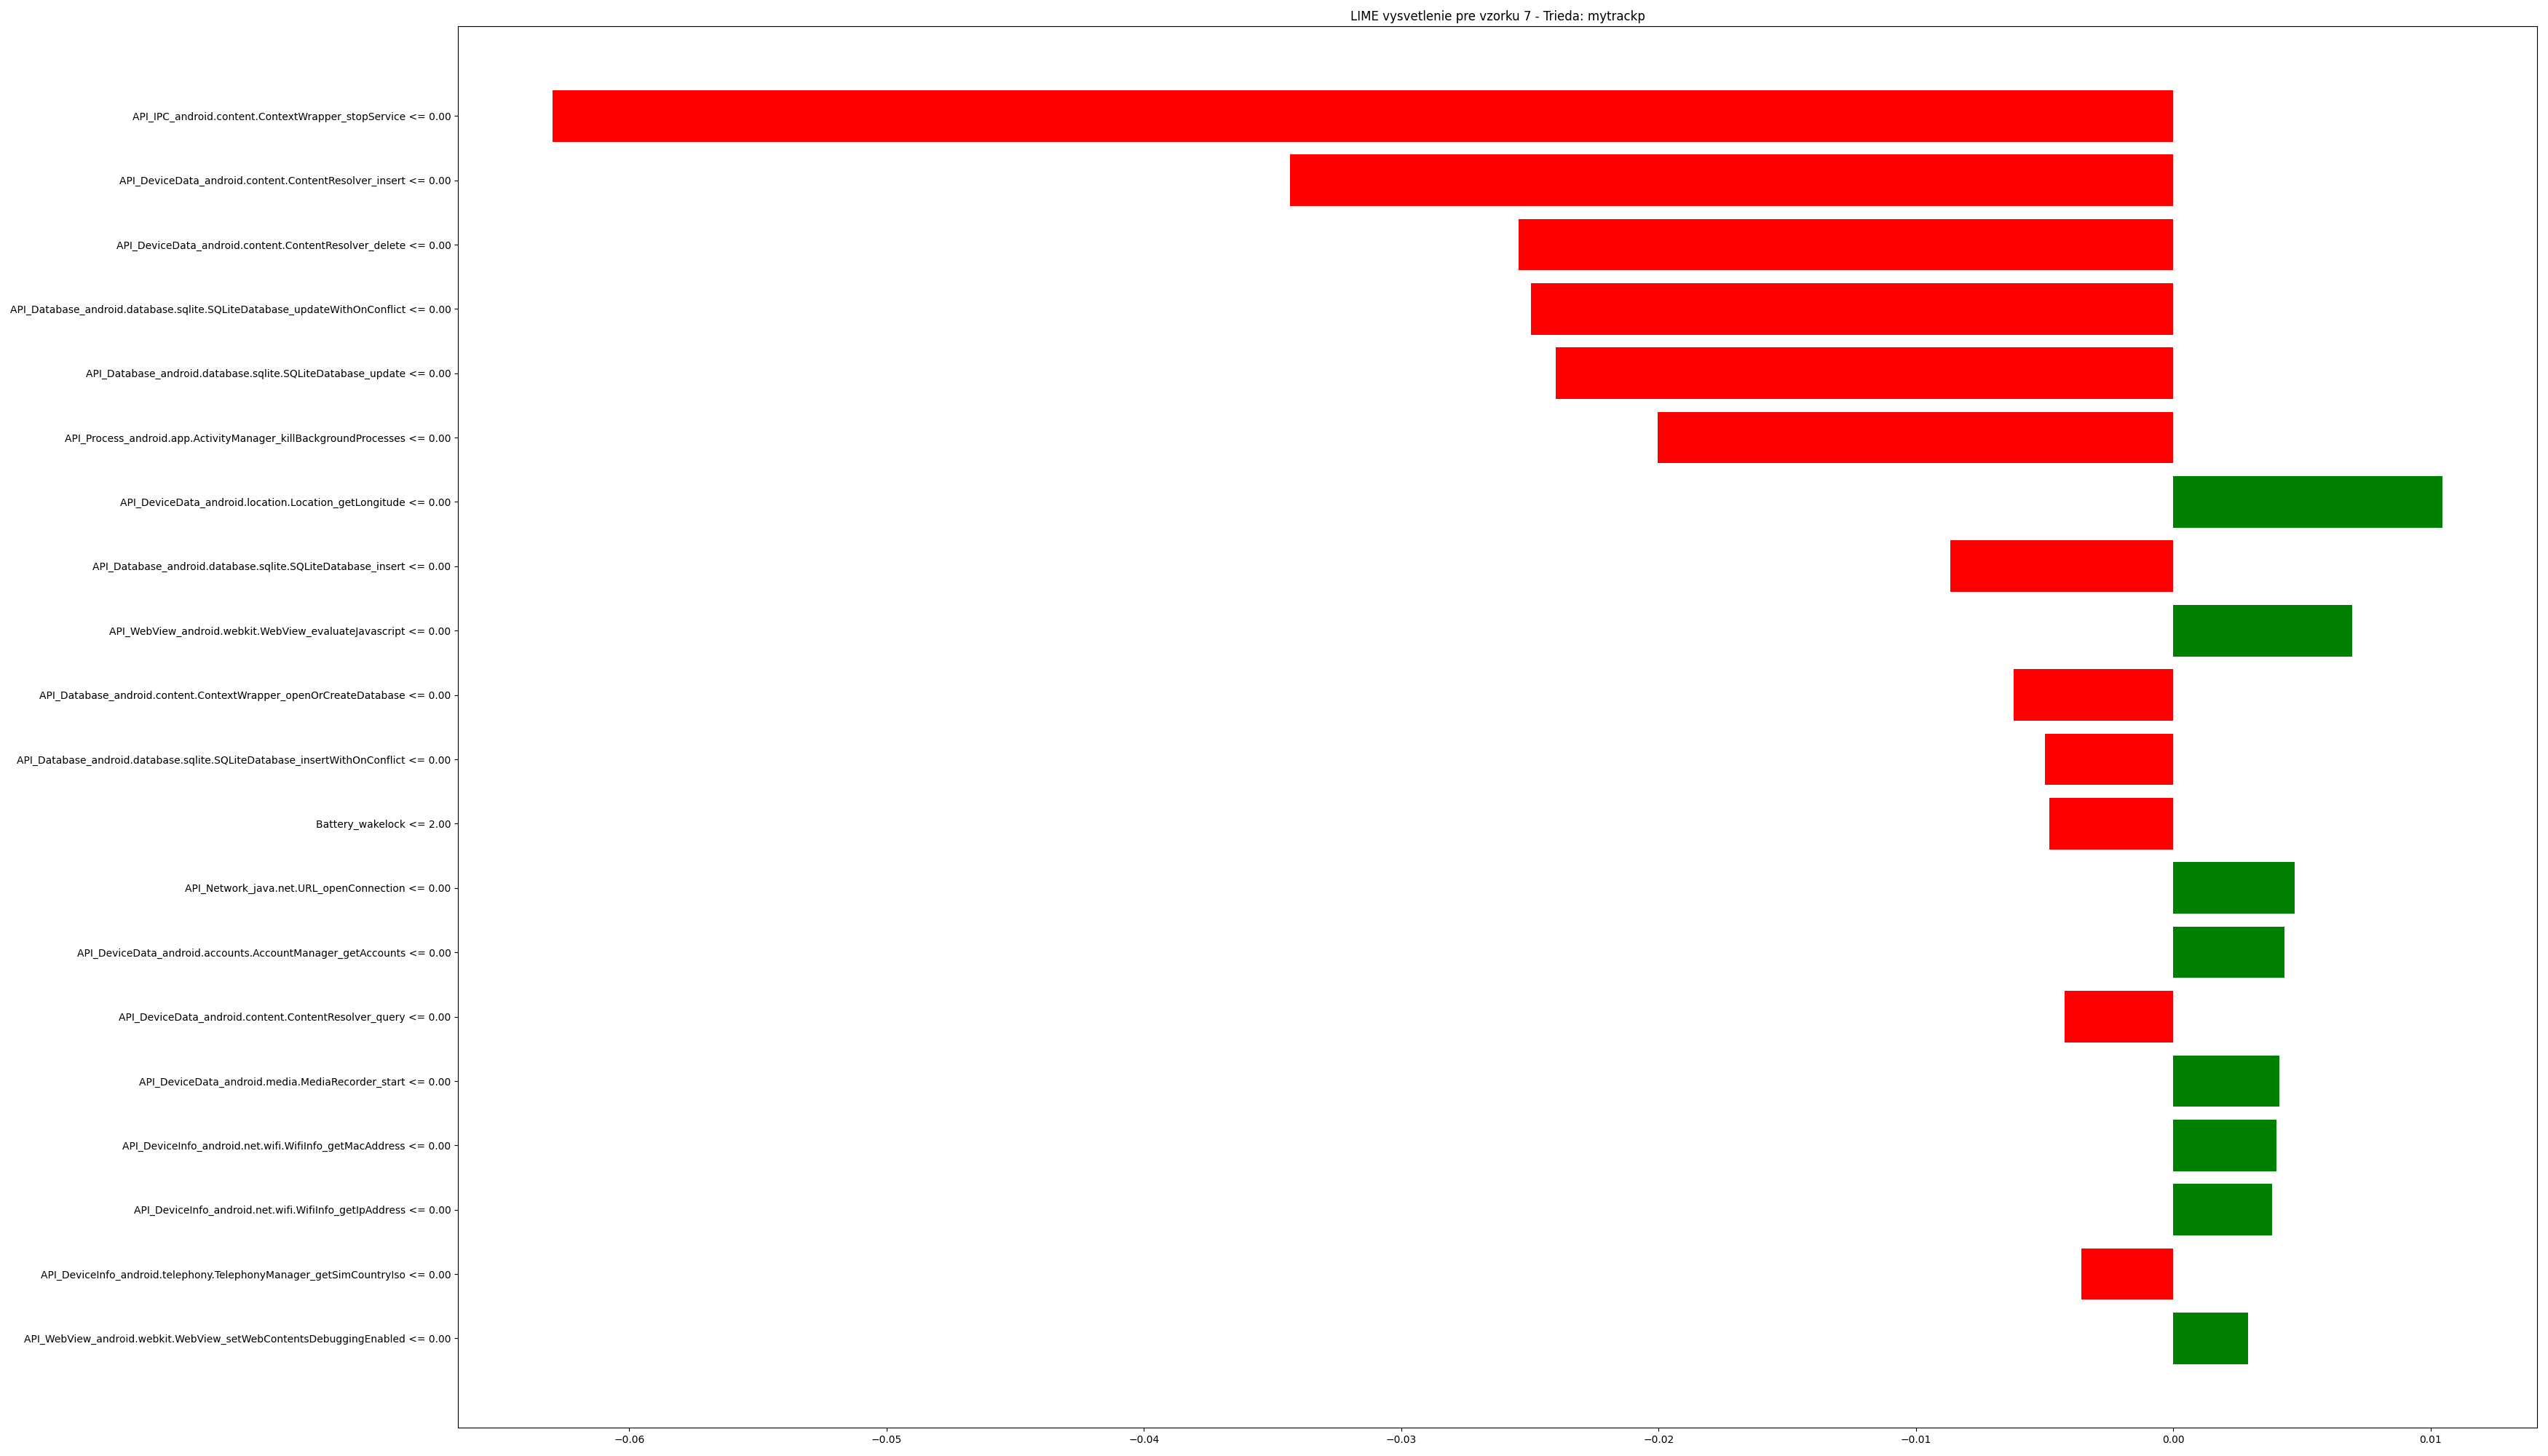 LIME vysvetlenie pre vzorku 7 - Trieda: mytrackp
API_IPC_android.content.ContextWrapper_stopService <= 0.00
API_DeviceData_android.content.ContentResolver_insert <= 0.00
API_DeviceData_android.content.ContentResolver_delete <= 0.00
API_Database_android.database.sqlite.SQLiteDatabase_updateWithOnConflict <= 0.00
API_Database_android.database.sqlite.SQLiteDatabase_update <= 0.00
API_Process_android.app.ActivityManager_killBackgroundProcesses <= 0.00
API_DeviceData_android.location.Location_getLongitude <= 0.00
API_Database_android.database.sqlite.SQLiteDatabase_insert <= 0.00
API_WebView_android.webkit.WebView_evaluateJavascript <= 0.00
API_Database_android.content.ContextWrapper_openOrCreateDatabase <= 0.00
API_Database_android.database.sqlite.SQLiteDatabase_insertWithOnConflict <= 0.00
Battery_wakelock <= 2.00
API_Network_java.net.URL_openConnection <= 0.00
API_DeviceData_android.accounts.AccountManager_getAccounts <= 0.00
API_DeviceData_android.content.ContentResolver_query <= 0.00
API_DeviceData_android.media.MediaRecorder_start <= 0.00
API_DeviceInfo_android.net.wifi.WifiInfo_getMacAddress <= 0.00
API_DeviceInfo_android.net.wifi.WifiInfo_getIpAddress <= 0.00
API_DeviceInfo_android.telephony.TelephonyManager_getSimCountryIso <= 0.00
API_WebView_android.webkit.WebView_setWebContentsDebuggingEnabled <= 0.00
−0.06 −0.05 −0.04 −0.03 −0.02 −0.01 0.00 0.01